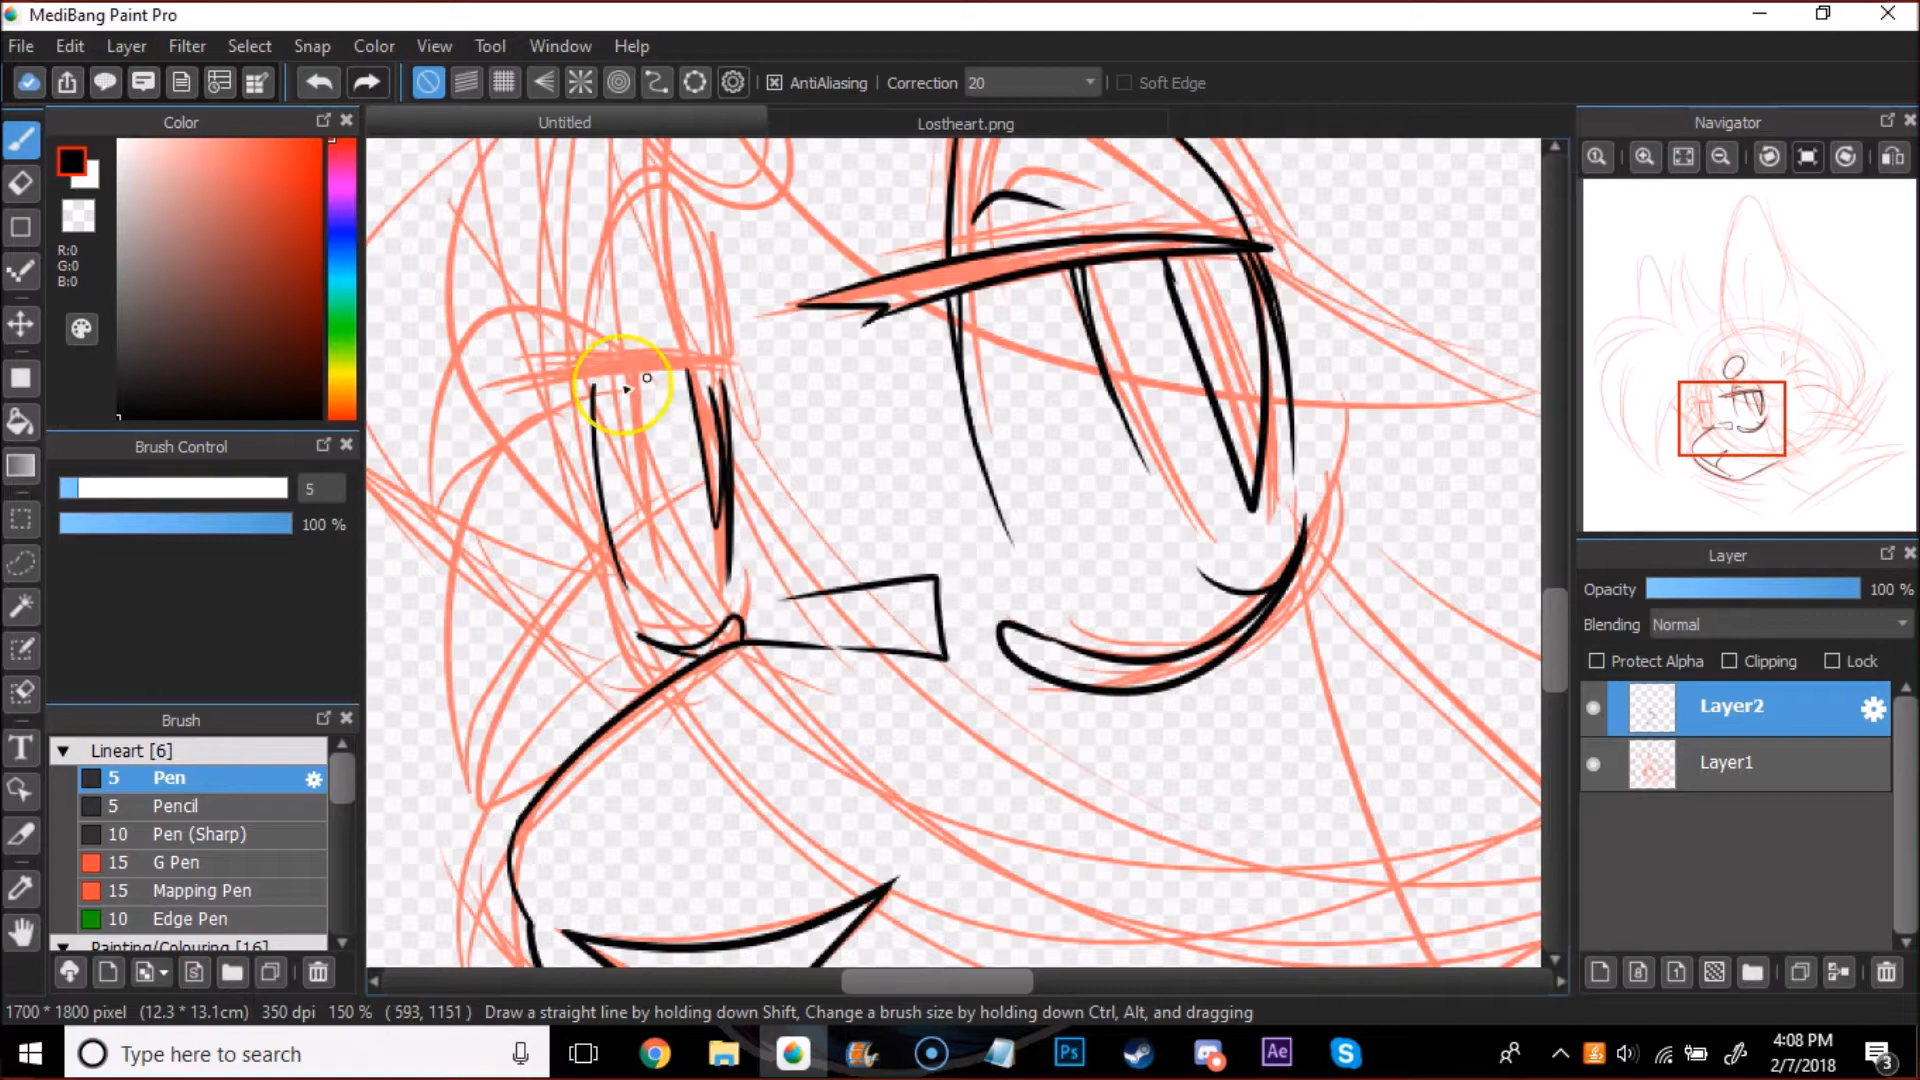 MediBang Paint Pro
File Edit Layer Filter Select Snap Color View Tool Window Help
AntiAliasing Correction 20 Soft Edge
Color Untitled Lostheart.png Navigator
R:0
G:0
B:0
Brush Control
5
100 %
Layer
Opacity 100 %
Blending Normal
Protect Alpha Clipping Lock
Layer2
Layer1
Brush
Lineart [6]
5 Pen
5 Pencil
10 Pen (Sharp)
15 G Pen
15 Mapping Pen
10 Edge Pen
Painting/Colouring [16]
1700 * 1800 pixel (12.3 * 13.1cm) 350 dpi 150 % ( 593, 1151 ) Draw a straight line by holding down Shift, Change a brush size by holding down Ctrl, Alt, and dragging
Type here to search
Ps
Ae
4:08 PM
2/7/2018
3